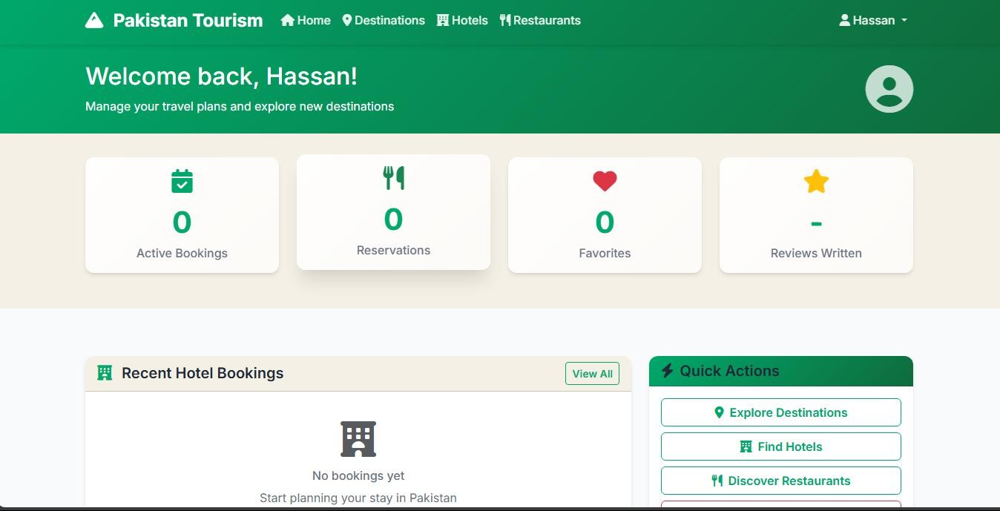 Pakistan Tourism Home Destinations Hotels Restaurants Hassan
Welcome back, Hassan!
Manage your travel plans and explore new destinations
0
Active Bookings
0
Reservations
0
Favorites
-
Reviews Written
Recent Hotel Bookings View All
No bookings yet
Start planning your stay in Pakistan
Quick Actions
Explore Destinations
Find Hotels
Discover Restaurants